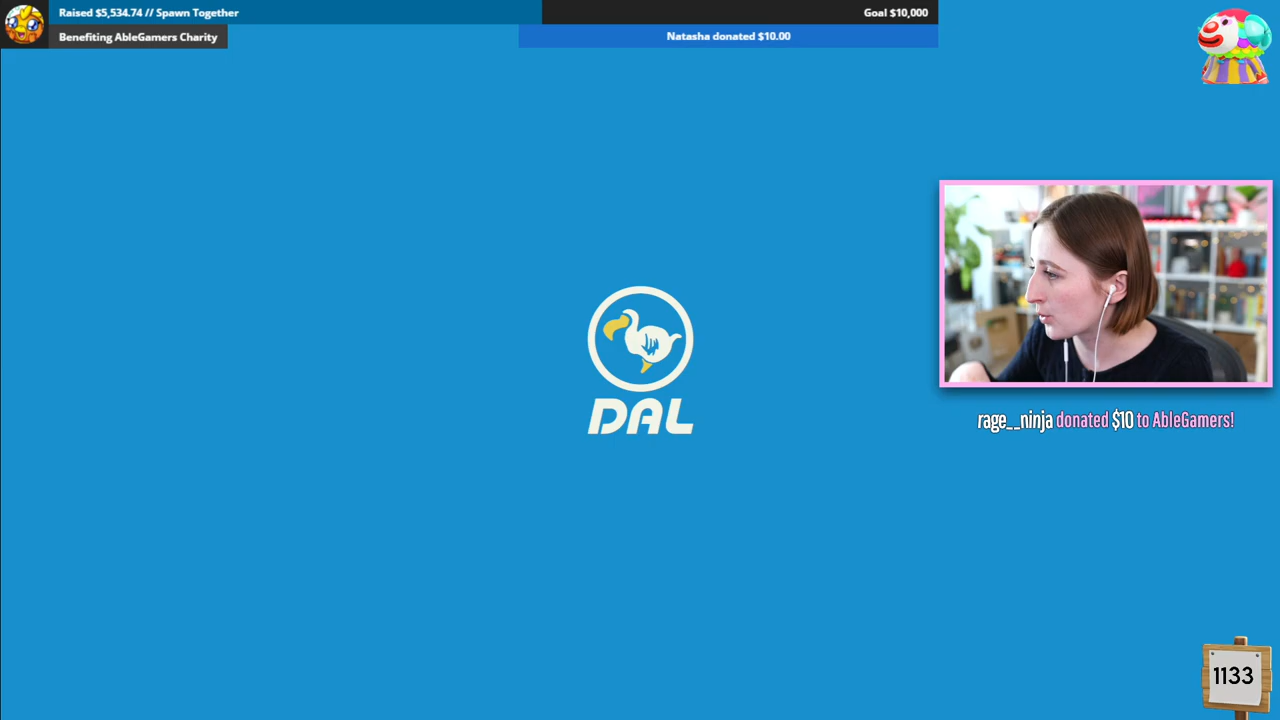 Raised $5,534.74 // Spawn Together
Goal $10,000
Benefiting AbleGamers Charity
Natasha donated $10.00
DAL
rage__ninja donated $10 to AbleGamers!
1133